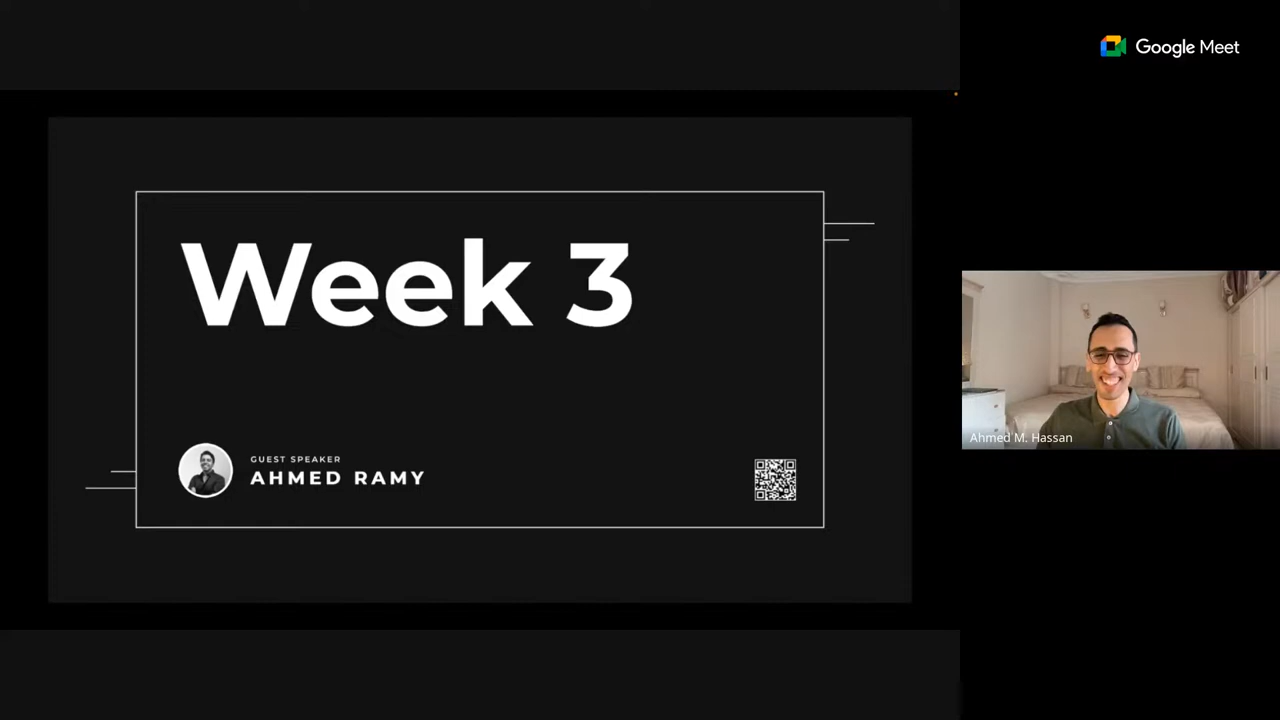 Google Meet
Week 3
GUEST SPEAKER
AHMED RAMY
Ahmed M. Hassan